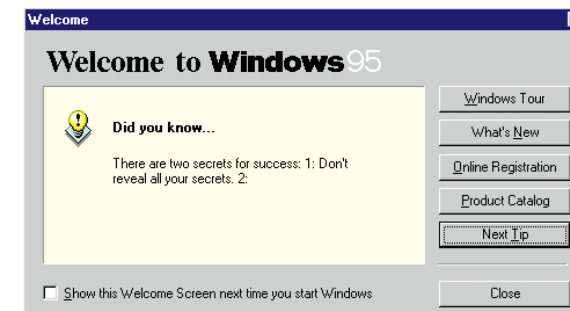 Welcome
Welcome to Windows95
Windows Tour
Did you know...
What's New
There are two secrets for success: 1: Don't
reveal all your secrets. 2:
Online Registration
Product Catalog
Next Tip
Show this Welcome Screen next time you start Windows
Close